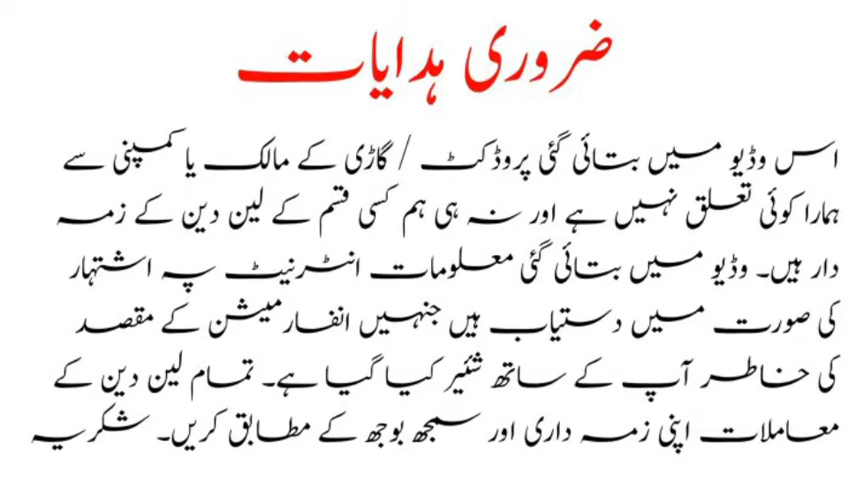 ضروری ہدایات
اس وڈیو میں بتائی گئی پروڈکٹ / گاڑی کے مالک یا کمپنی سے
ہمارا کوئی تعلق نہیں ہے اور نہ ہی ہم کسی قسم کے لین دین کے زمہ
دار ہیں۔ وڈیو میں بتائی گئی معلومات انٹرنیٹ پہ اشتہار
کی صورت میں دستیاب ہیں جنہیں انفارمیشن کے مقصد
کی خاطر آپ کے ساتھ شئیر کیا گیا ہے۔ تمام لین دین کے
معاملات اپنی زمہ داری اور سمجھ بوجھ کے مطابق کریں۔ شکریہ